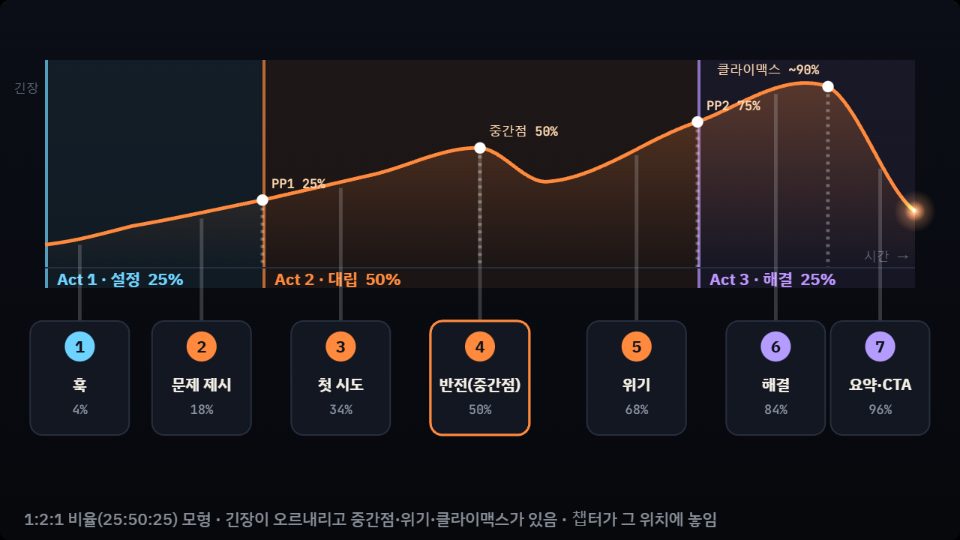 긴장
클라이맥스 ~90%
PP2 75%
중간점 50%
PP1 25%
시간 →
Act 1 · 설정 25%
Act 2 · 대립 50%
Act 3 · 해결 25%
1
훅
4%
2
문제 제시
18%
3
첫 시도
34%
4
반전(중간점)
50%
5
위기
68%
6
해결
84%
7
요약·CTA
96%
1:2:1 비율(25:50:25) 모형 · 긴장이 오르내리고 중간점·위기·클라이맥스가 있음 · 챕터가 그 위치에 놓임